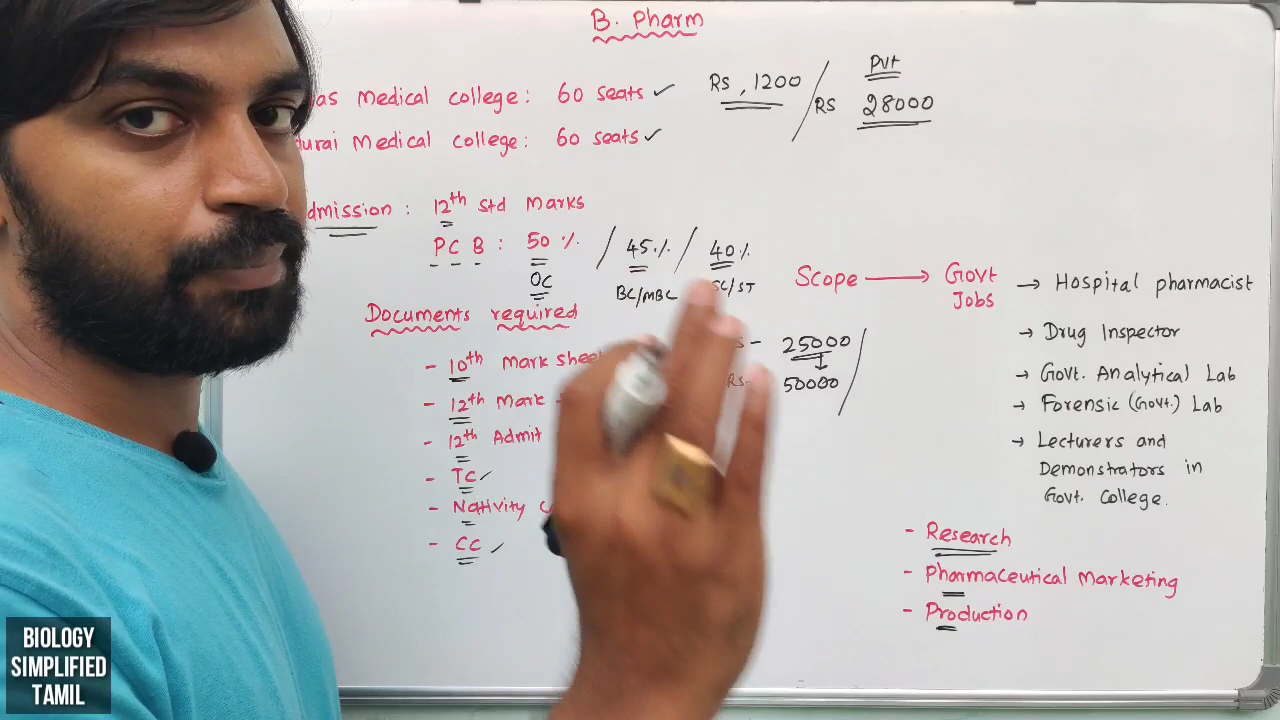 B. Pharm
Medical college: 60 seats ✓
Medical college: 60 seats ✓
Rs, 1200 / Rs 28000
Pvt
: 12th std Marks
PCB: 50% / 45% / 40%
OC BC/MBC /ST
Documents required
- 10th Mark
- 12th Mark
- 12th Admit
- TC ✓
- Nativity
- CC ✓
25000
↓
Rs- 50000
Scope → Govt Jobs
→ Hospital pharmacist
→ Drug Inspector
→ Govt. Analytical Lab
→ Forensic (Govt.) Lab
→ Lecturers and
Demonstrators in
Govt. College.
- Research
- Pharmaceutical Marketing
- Production
BIOLOGY
SIMPLIFIED
TAMIL